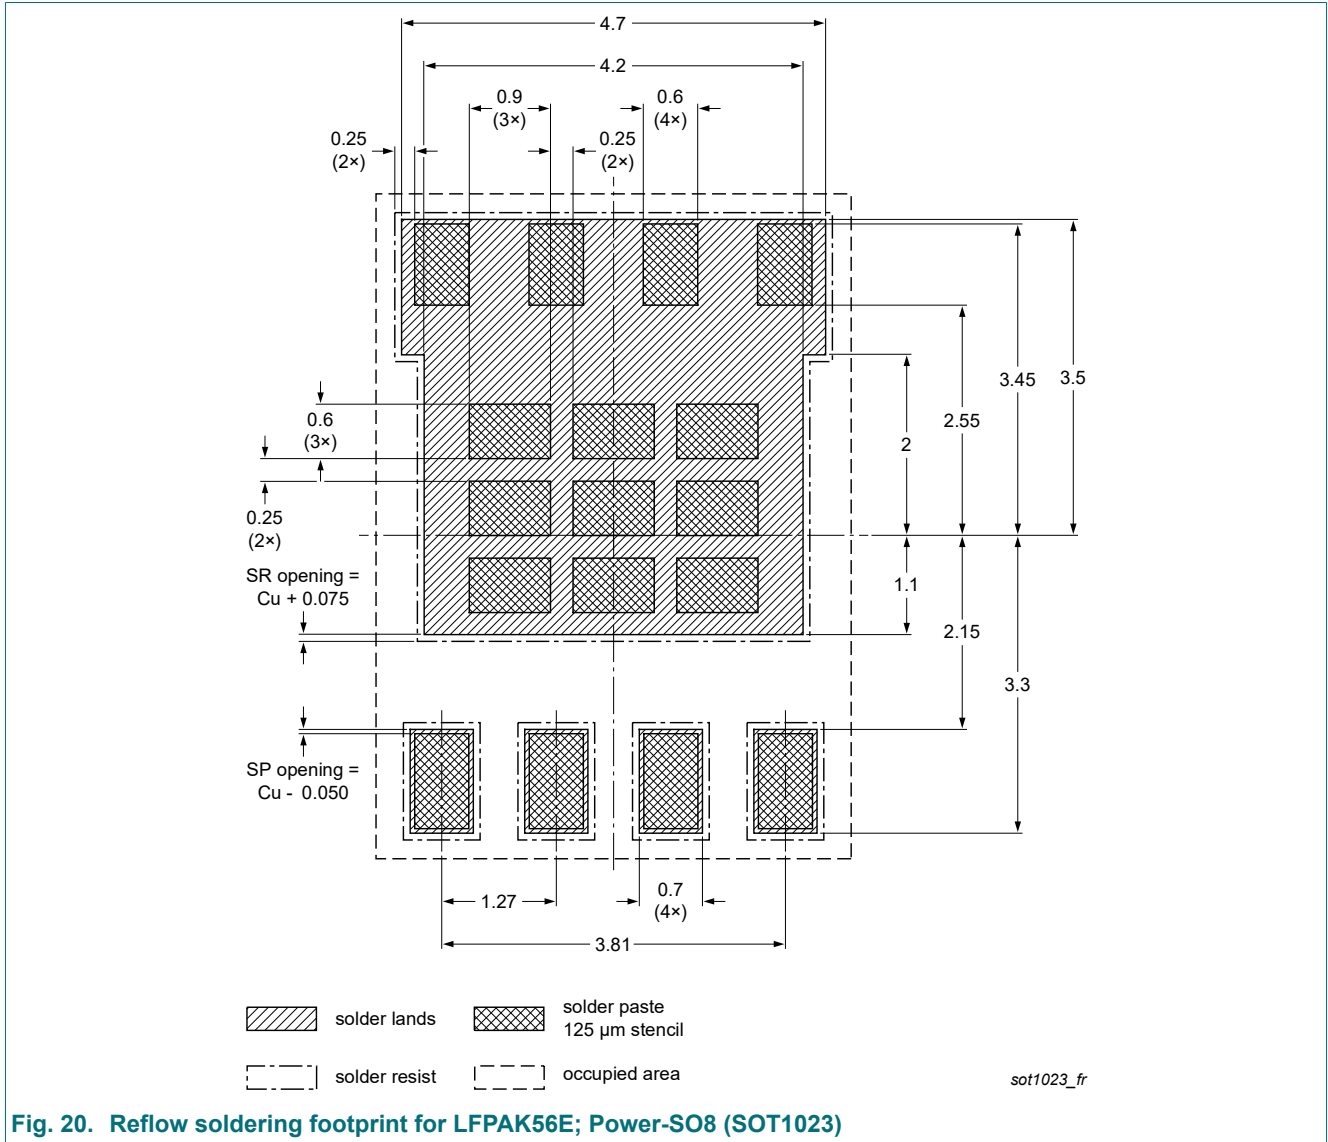 4.7
4.2
0.9
(3×)
0.6
(4×)
0.25
(2×)
0.25
(2×)
3.45
3.5
2.55
2
0.6
(3×)
0.25
(2×)
SR opening =
Cu + 0.075
1.1
2.15
3.3
SP opening =
Cu - 0.050
1.27
0.7
(4×)
3.81
solder lands
solder paste
125 µm stencil
solder resist
occupied area
sot1023_fr
Fig. 20. Reflow soldering footprint for LFPAK56E; Power-SO8 (SOT1023)